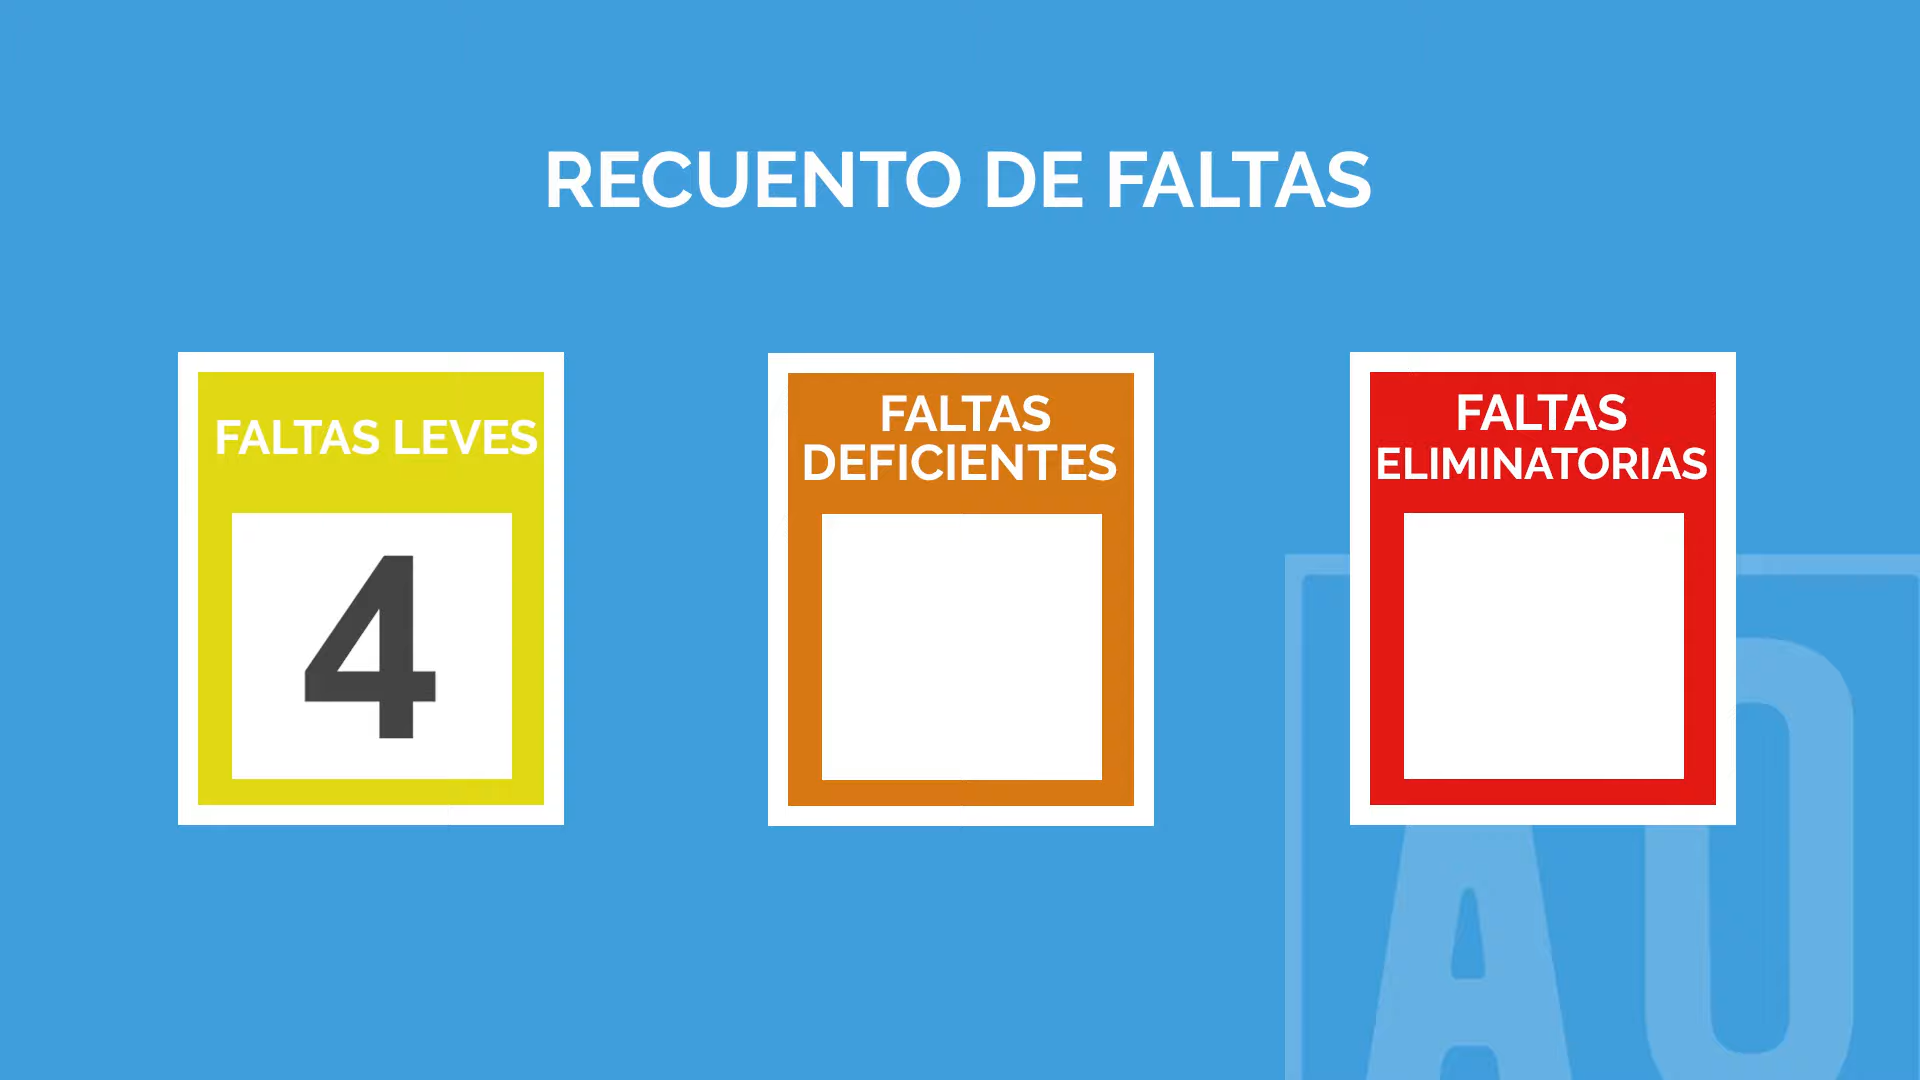 RECUENTO DE FALTAS
FALTAS LEVES
4
FALTAS
DEFICIENTES
FALTAS
ELIMINATORIAS